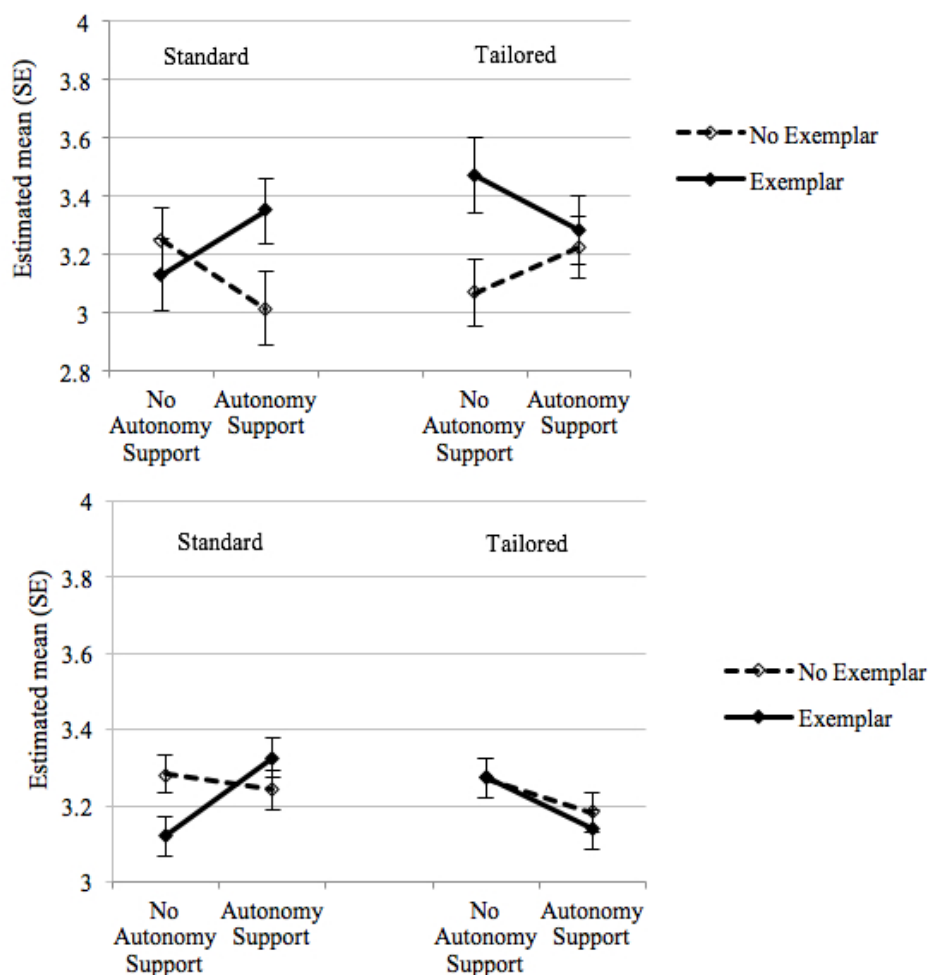 4
3.8
3.6
3.4
3.2
3
2.8
Estimated mean (SE)
Standard
Tailored
No Exemplar
Exemplar
No
Autonomy
Support
Autonomy
Support
No
Autonomy
Support
Autonomy
Support
4
3.8
3.6
3.4
3.2
3
Estimated mean (SE)
Standard
Tailored
No Exemplar
Exemplar
No
Autonomy
Support
Autonomy
Support
No
Autonomy
Support
Autonomy
Support